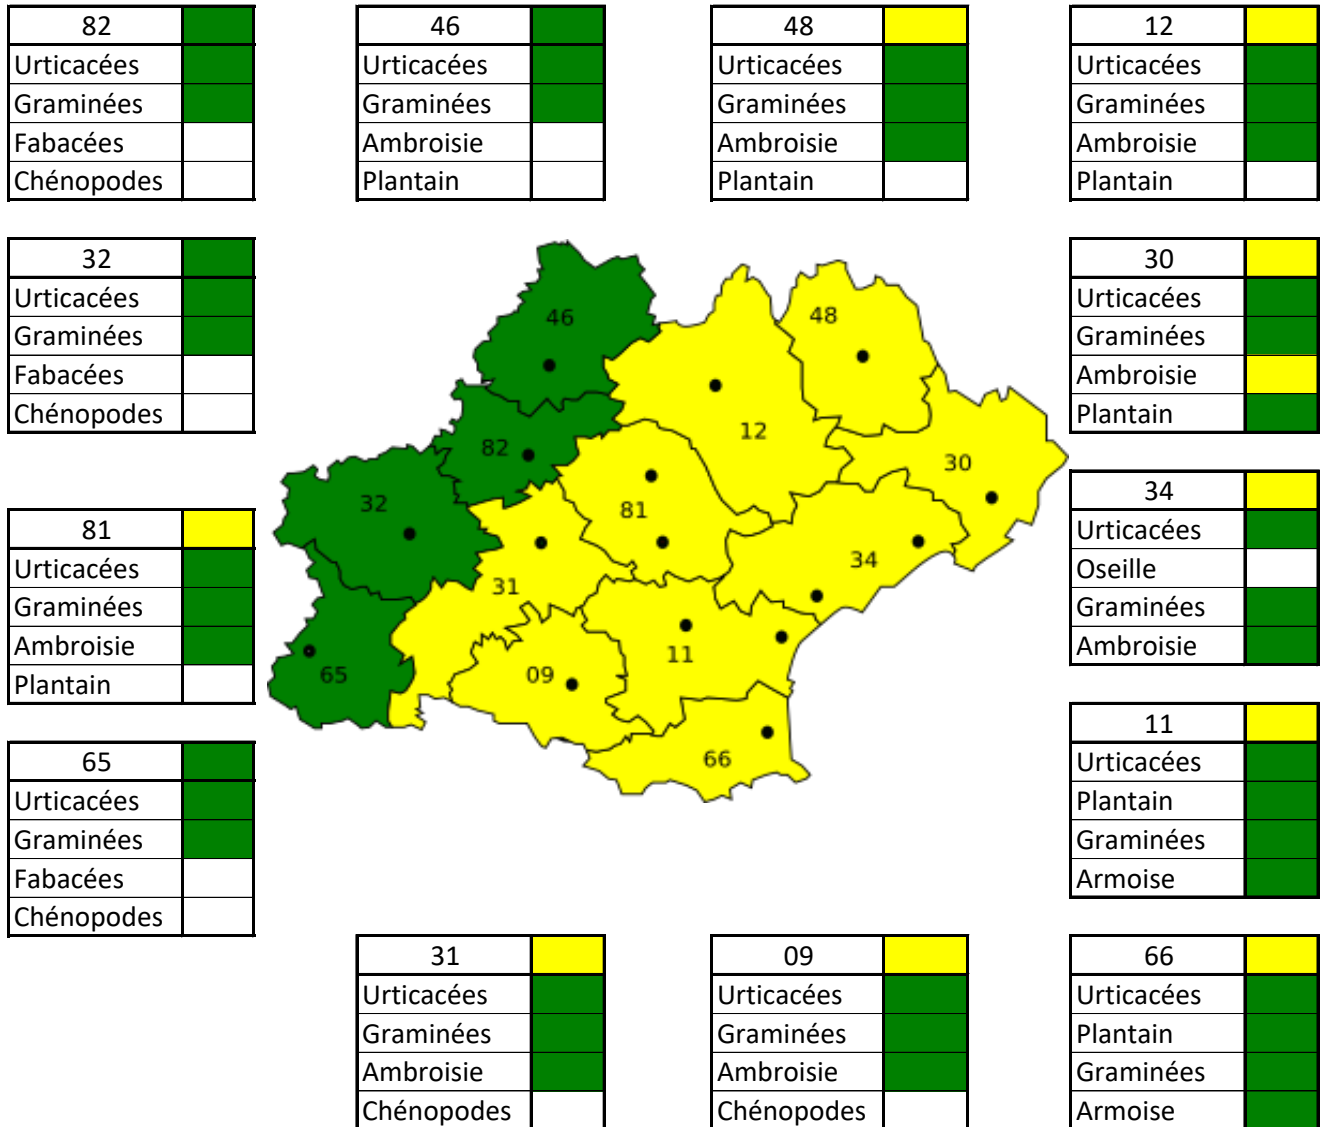 82
Urticacées
Graminées
Fabacées
Chénopodes
46
Urticacées
Graminées
Ambroisie
Plantain
48
Urticacées
Graminées
Ambroisie
Plantain
12
Urticacées
Graminées
Ambroisie
Plantain
32
Urticacées
Graminées
Fabacées
Chénopodes
30
Urticacées
Graminées
Ambroisie
Plantain
46
48
12
82
30
32
81
34
31
11
09
65
66
81
Urticacées
Graminées
Ambroisie
Plantain
34
Urticacées
Oseille
Graminées
Ambroisie
65
Urticacées
Graminées
Fabacées
Chénopodes
11
Urticacées
Plantain
Graminées
Armoise
31
Urticacées
Graminées
Ambroisie
Chénopodes
09
Urticacées
Graminées
Ambroisie
Chénopodes
66
Urticacées
Plantain
Graminées
Armoise